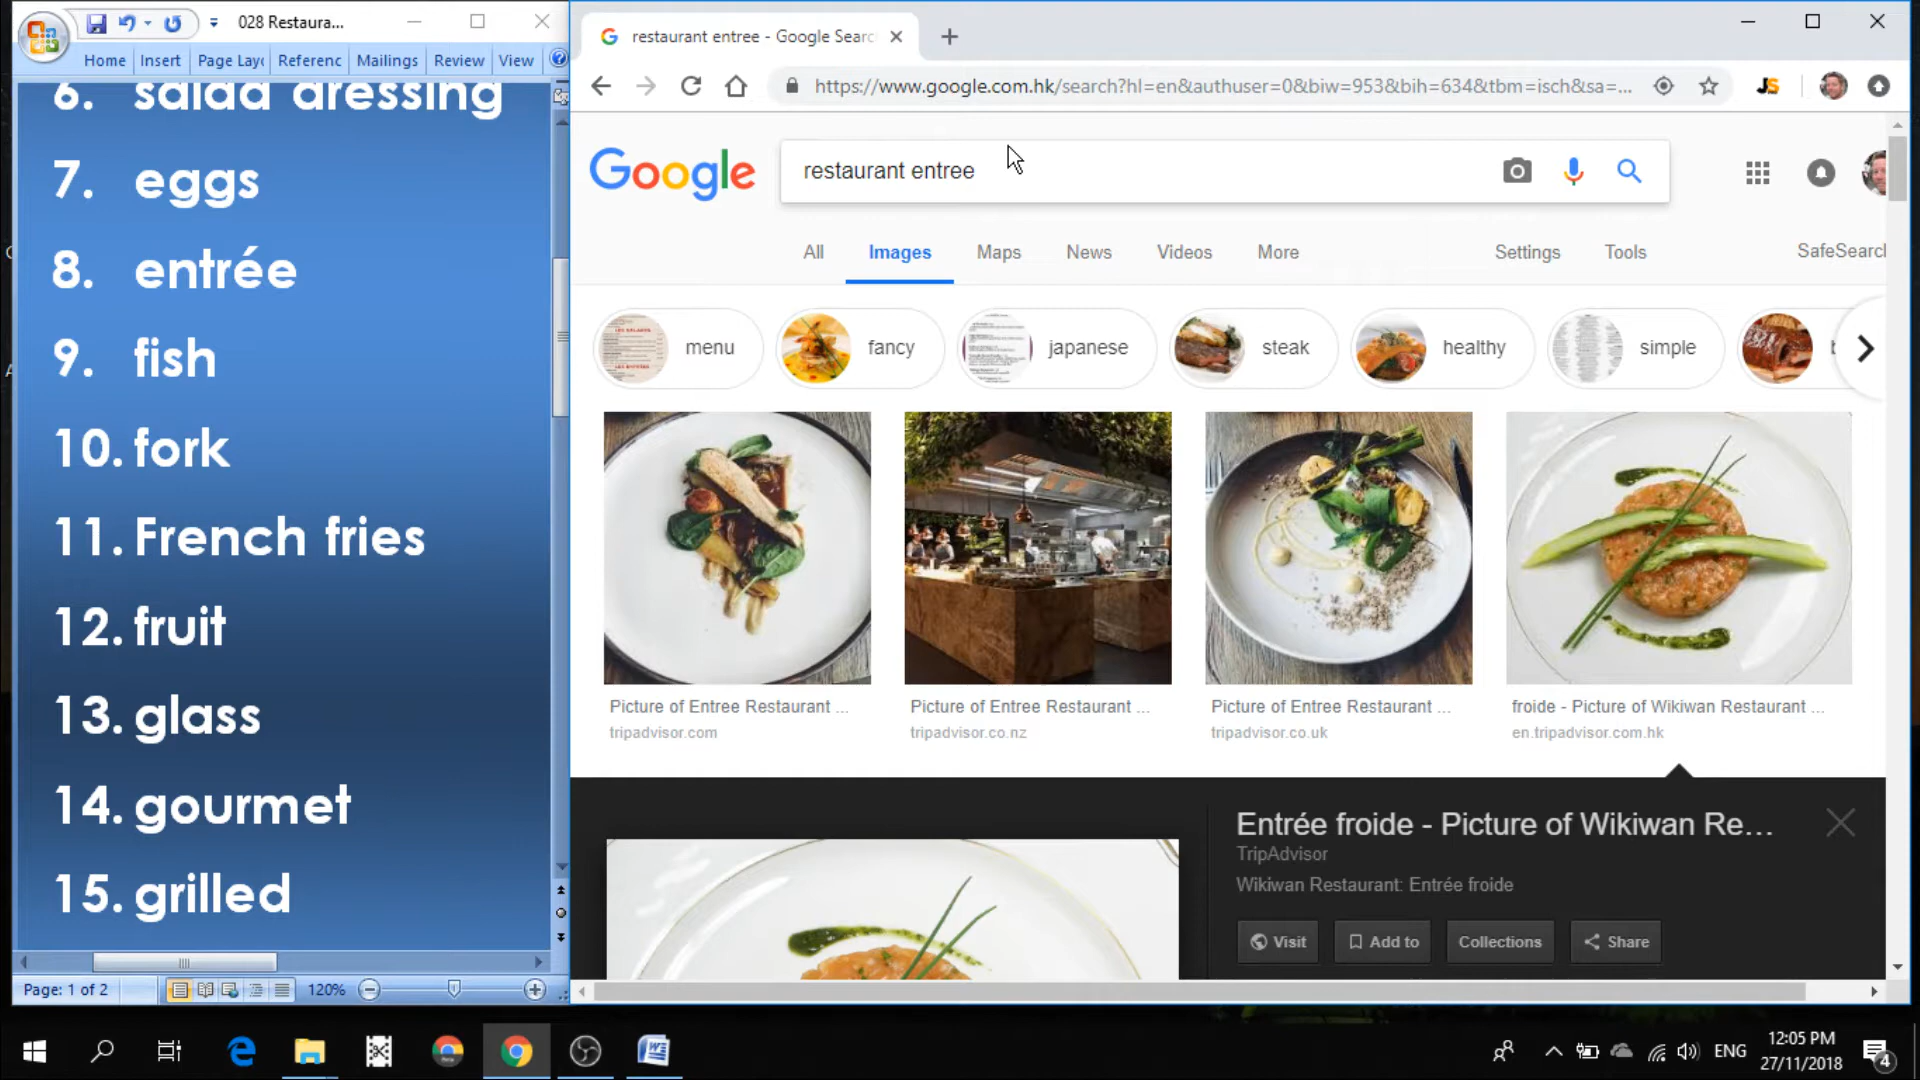 028 Restaura...
Home Insert Page Layo Referenc Mailings Review View
6. salad dressing
7. eggs
8. entrée
9. fish
10. fork
11. French fries
12. fruit
13. glass
14. gourmet
15. grilled
Page: 1 of 2
120%
restaurant entree - Google Searc
https://www.google.com.hk/search?hl=en&authuser=0&biw=953&bih=634&tbm=isch&sa=...
JS
Google
restaurant entree
All Images Maps News Videos More Settings Tools SafeSearch
menu fancy japanese steak healthy simple
Picture of Entree Restaurant ...
tripadvisor.com
Picture of Entree Restaurant ...
tripadvisor.co.nz
Picture of Entree Restaurant ...
tripadvisor.co.uk
froide - Picture of Wikiwan Restaurant ...
en.tripadvisor.com.hk
Entrée froide - Picture of Wikiwan Re...
TripAdvisor
Wikiwan Restaurant: Entrée froide
Visit Add to Collections Share
ENG
12:05 PM
27/11/2018
4